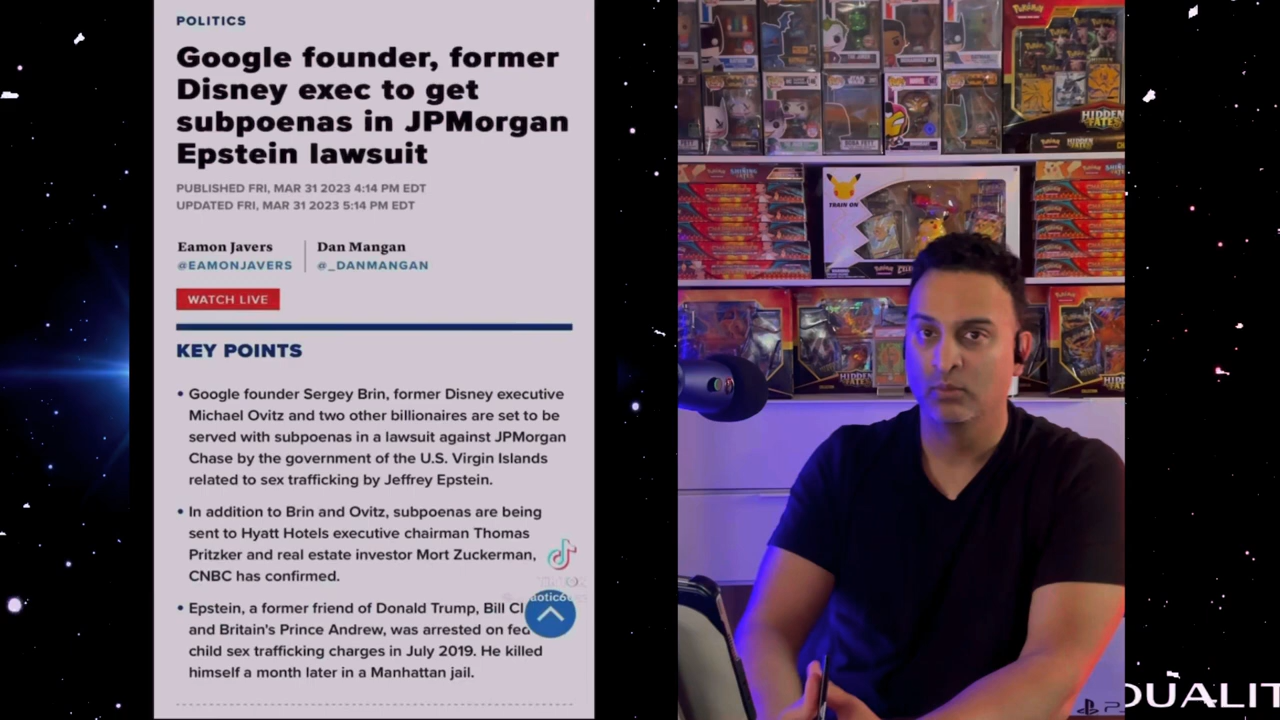 POLITICS
Google founder, former
Disney exec to get
subpoenas in JPMorgan
Epstein lawsuit
PUBLISHED FRI, MAR 31 2023 4:14 PM EDT
UPDATED FRI, MAR 31 2023 5:14 PM EDT
Eamon Javers
Dan Mangan
@EAMONJAVERS
@_DANMANGAN
WATCH LIVE
KEY POINTS
• Google founder Sergey Brin, former Disney executive
Michael Ovitz and two other billionaires are set to be
served with subpoenas in a lawsuit against JPMorgan
Chase by the government of the U.S. Virgin Islands
related to sex trafficking by Jeffrey Epstein.
• In addition to Brin and Ovitz, subpoenas are being
sent to Hyatt Hotels executive chairman Thomas
Pritzker and real estate investor Mort Zuckerman,
CNBC has confirmed.
• Epstein, a former friend of Donald Trump, Bill Cl
and Britain's Prince Andrew, was arrested on fed
child sex trafficking charges in July 2019. He killed
himself a month later in a Manhattan jail.
TikTok
Pokémon
HIDDEN
FATES
TRAIN ON
Pokémon
HIDDEN
FATES
HIDDEN
FATES